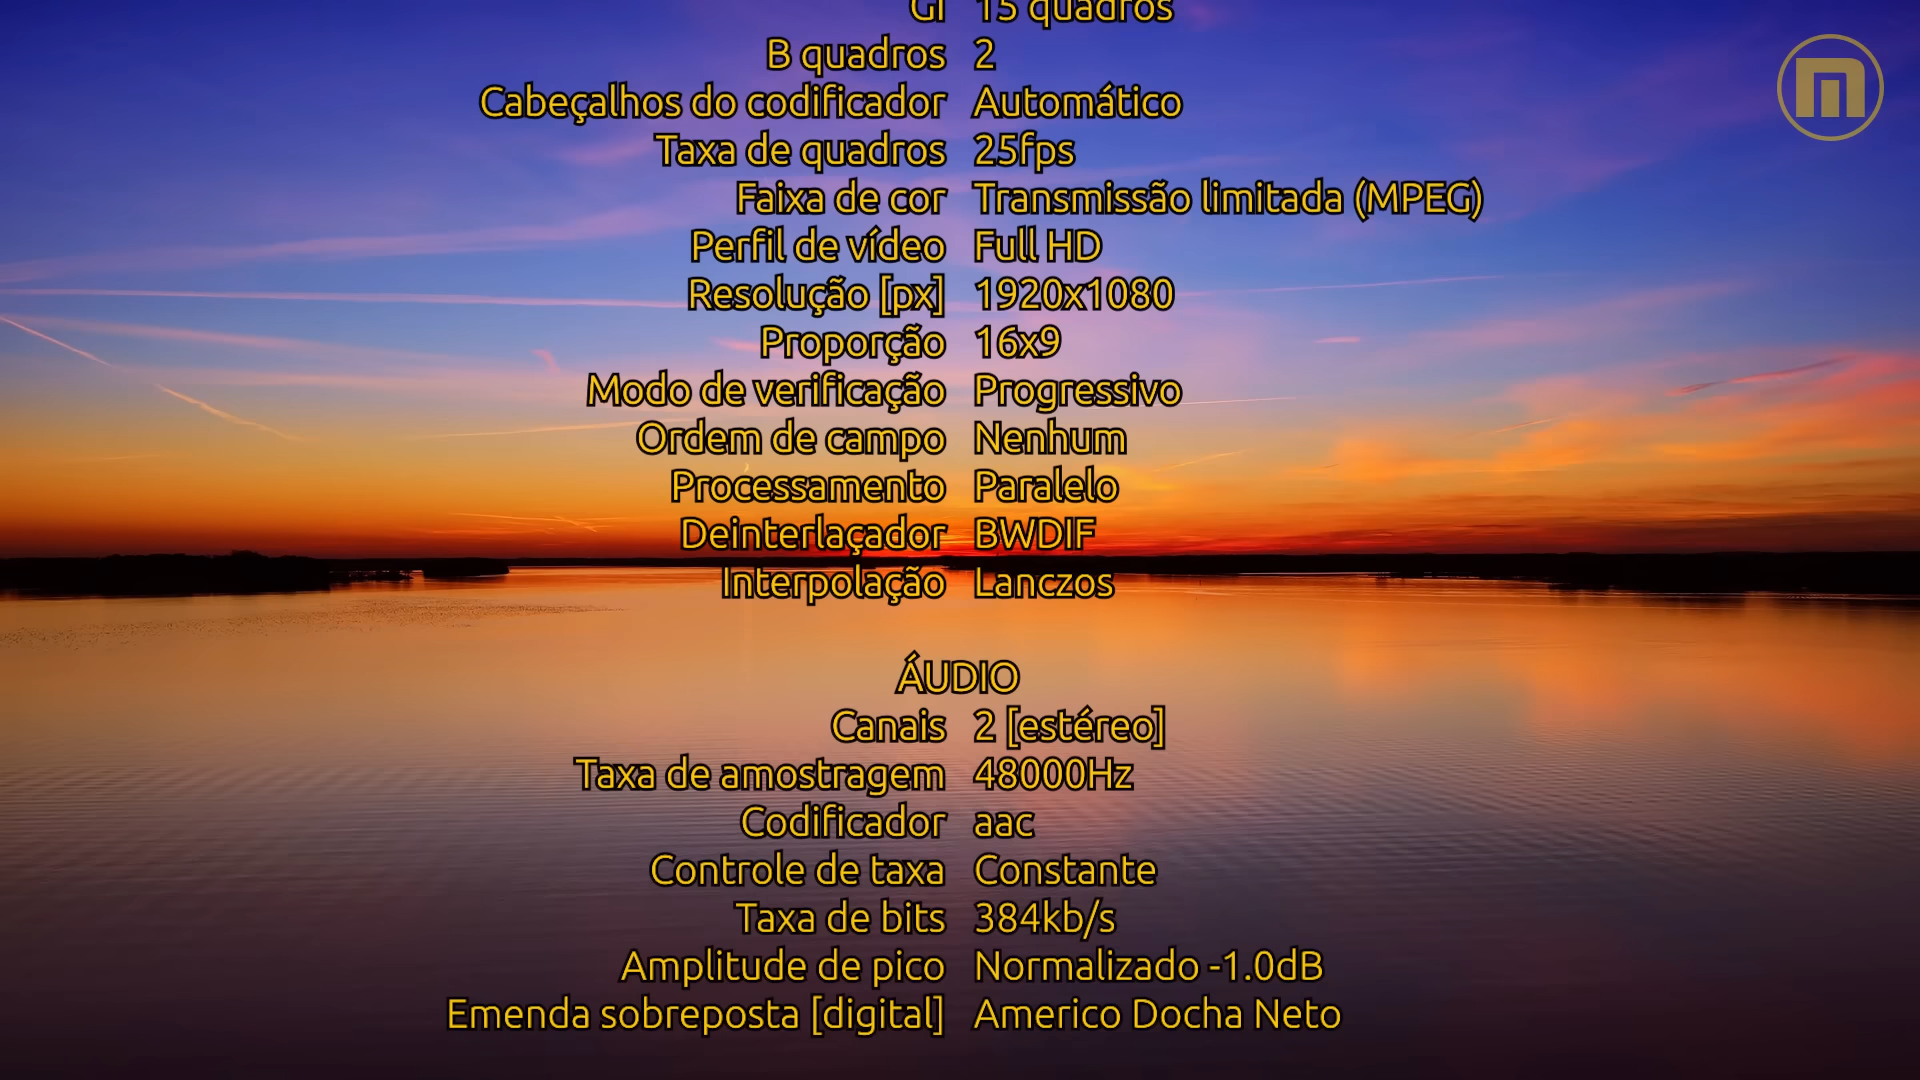 GI 15 quadros
B quadros 2
Cabeçalhos do codificador Automático
Taxa de quadros 25fps
Faixa de cor Transmissão limitada (MPEG)
Perfil de vídeo Full HD
Resolução [px] 1920x1080
Proporção 16x9
Modo de verificação Progressivo
Ordem de campo Nenhum
Processamento Paralelo
Deinterlaçador BWDIF
Interpolação Lanczos
ÁUDIO
Canais 2 [estéreo]
Taxa de amostragem 48000Hz
Codificador aac
Controle de taxa Constante
Taxa de bits 384kb/s
Amplitude de pico Normalizado -1.0dB
Emenda sobreposta [digital] Americo Docha Neto